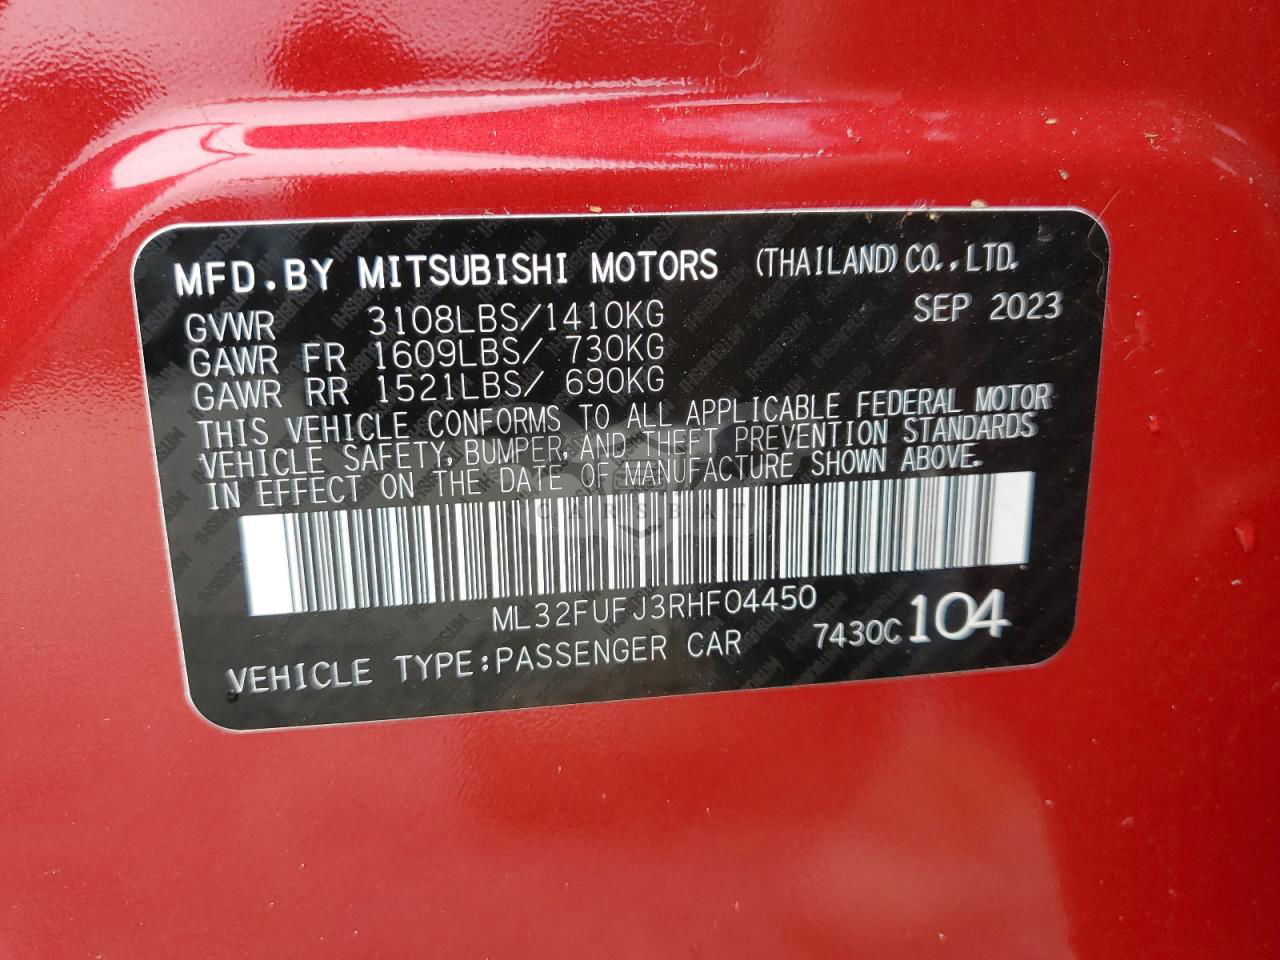 MFD.BY MITSUBISHI MOTORS (THAILAND) CO.,LTD.
GVWR 3108LBS/1410KG SEP 2023
GAWR FR 1609LBS/ 730KG
GAWR RR 1521LBS/ 690KG
THIS VEHICLE CONFORMS TO ALL APPLICABLE FEDERAL MOTOR
VEHICLE SAFETY, BUMPER, AND THEFT PREVENTION STANDARDS
IN EFFECT ON THE DATE OF MANUFACTURE SHOWN ABOVE.
CARSBAT
ML32FUFJ3RHF04450
VEHICLE TYPE:PASSENGER CAR 7430C 104